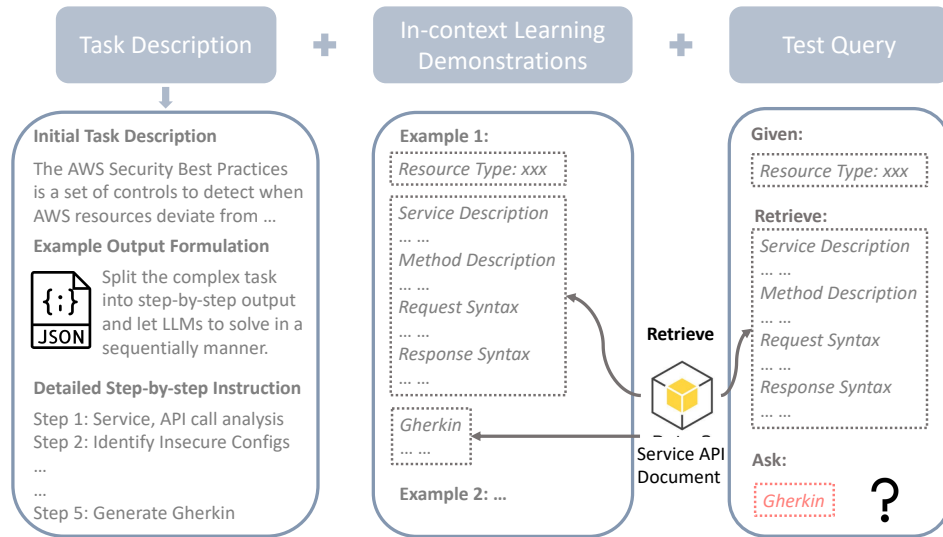 Task Description
+
In-context Learning
Demonstrations
+
Test Query
Initial Task Description
The AWS Security Best Practices
is a set of controls to detect when
AWS resources deviate from ...
Example Output Formulation
{;}
JSON
Split the complex task
into step-by-step output
and let LLMs to solve in a
sequentially manner.
Detailed Step-by-step Instruction
Step 1: Service, API call analysis
Step 2: Identify Insecure Configs
...
...
Step 5: Generate Gherkin
Example 1:
Resource Type: xxx
Service Description
... ...
Method Description
... ...
Request Syntax
... ...
Response Syntax
... ...
Gherkin
... ...
Example 2: ...
Retrieve
Service API
Document
Given:
Resource Type: xxx
Retrieve:
Service Description
... ...
Method Description
... ...
Request Syntax
... ...
Response Syntax
... ...
Ask:
Gherkin
?